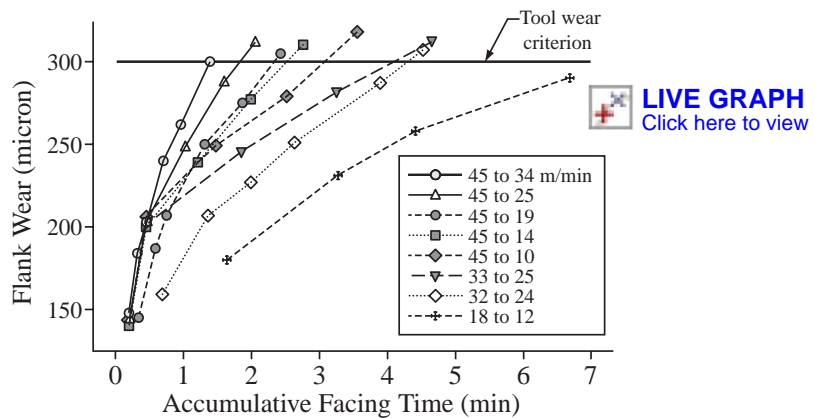 Tool wear
criterion
300
250
200
150
Flank Wear (micron)
45 to 34 m/min
45 to 25
45 to 19
45 to 14
45 to 10
33 to 25
32 to 24
18 to 12
0 1 2 3 4 5 6 7
Accumulative Facing Time (min)
LIVE GRAPH
Click here to view